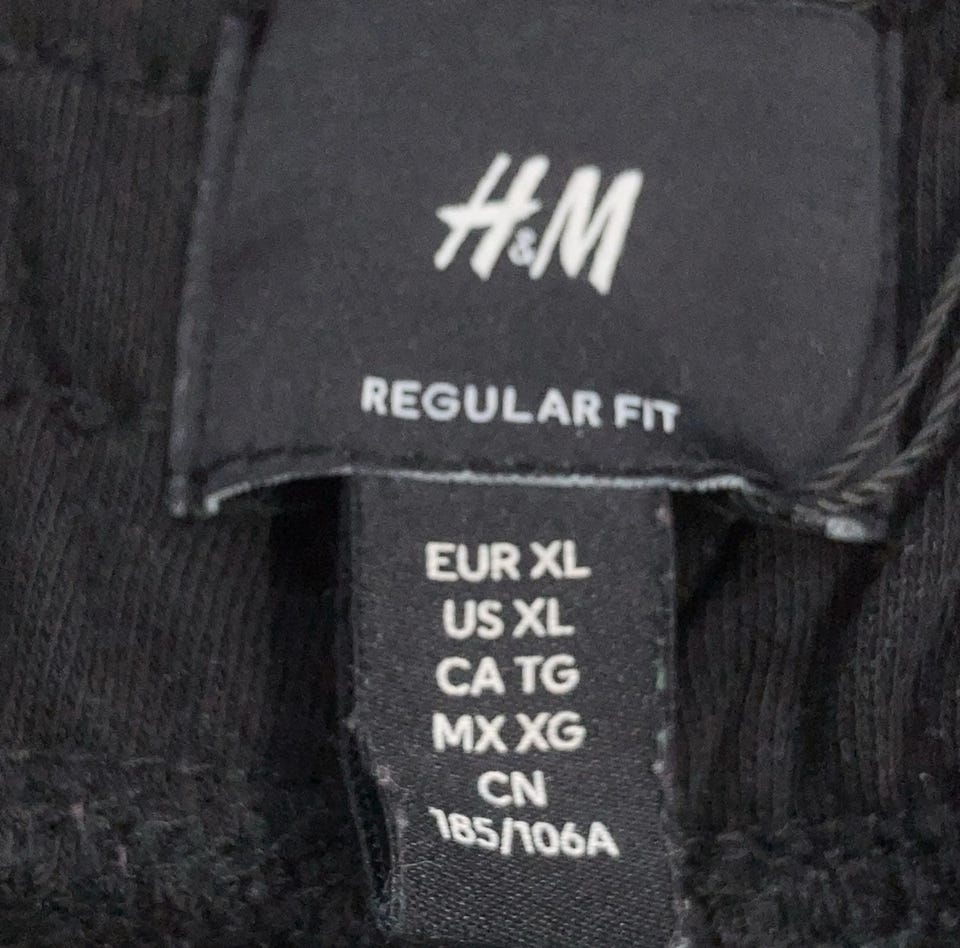 H&M
REGULAR FIT
EUR XL
US XL
CA TG
MX XG
CN
185/106A